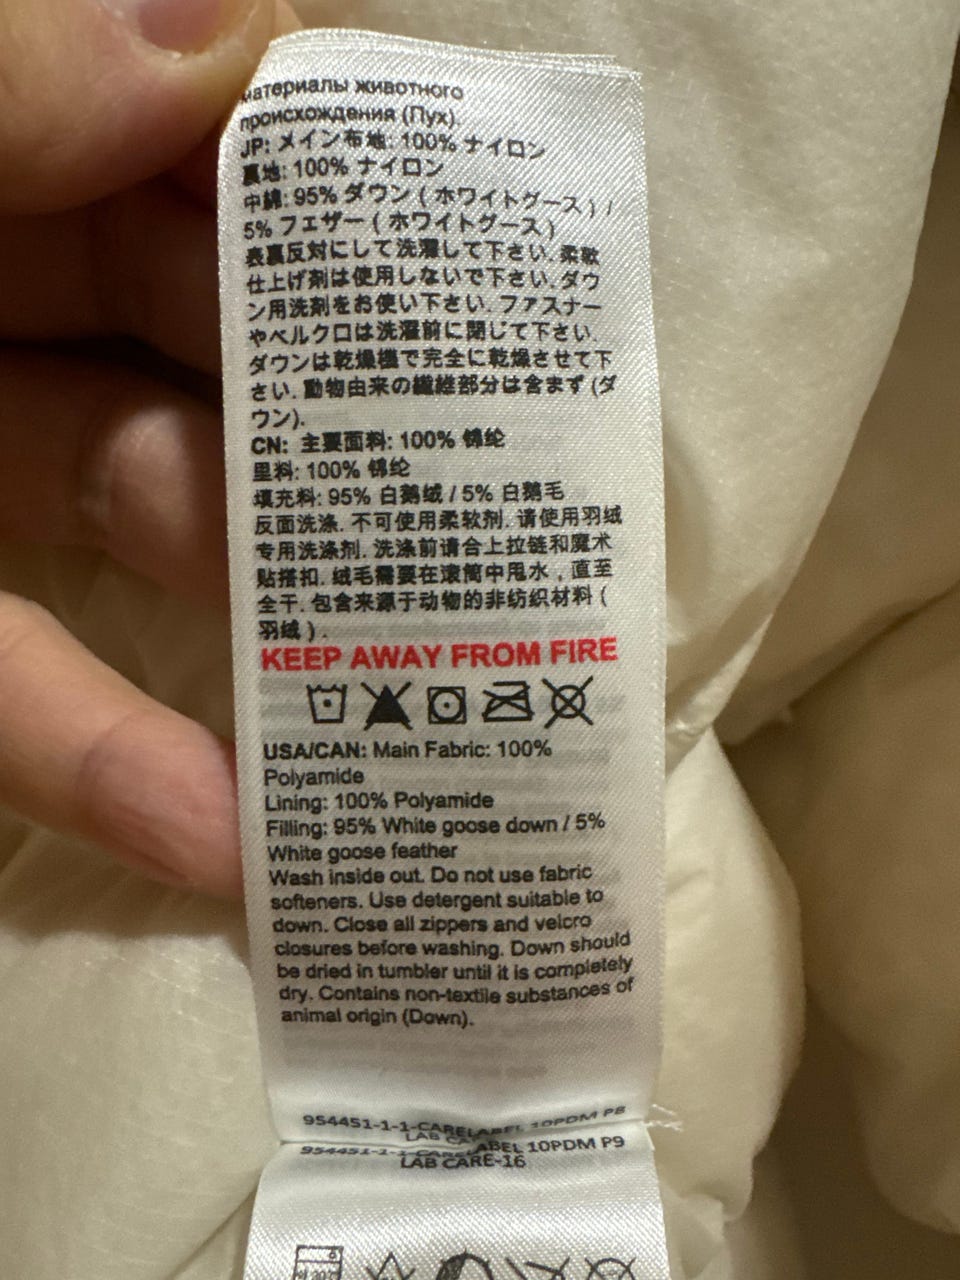 материалы животного
происхождения (Пух).
JP: メイン布地: 100% ナイロン
裏地: 100% ナイロン
中綿: 95% ダウン ( ホワイトグース ) /
5% フェザー ( ホワイトグース )
表裏反対にして洗濯して下さい. 柔軟
仕上げ剤は使用しないで下さい. ダウ
ン用洗剤をお使い下さい. ファスナー
やベルクロは洗濯前に閉じて下さい.
ダウンは乾燥機で完全に乾燥させて下
さい. 動物由来の繊維部分は含まず (ダ
ウン).
CN: 主要面料: 100% 锦纶
里料: 100% 锦纶
填充料: 95% 白鹅绒 / 5% 白鹅毛
反面洗涤. 不可使用柔软剂. 请使用羽绒
专用洗涤剂. 洗涤前请合上拉链和魔术
贴搭扣. 绒毛需要在滚筒中甩水 , 直至
全干. 包含来源于动物的非纺织材料 (
羽绒 ) .
KEEP AWAY FROM FIRE
USA/CAN: Main Fabric: 100%
Polyamide
Lining: 100% Polyamide
Filling: 95% White goose down / 5%
White goose feather
Wash inside out. Do not use fabric
softeners. Use detergent suitable to
down. Close all zippers and velcro
closures before washing. Down should
be dried in tumbler until it is completely
dry. Contains non-textile substances of
animal origin (Down).
954451-1-1-CARELABEL 10PDM P8
LAB
954451-1-1-CARELABEL 10PDM P9
LAB CARE-16